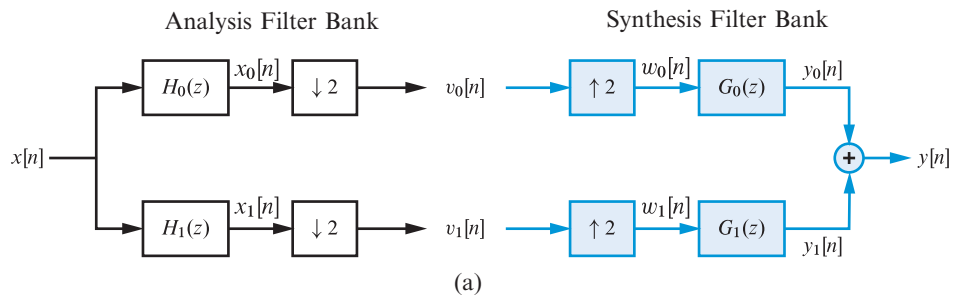 Analysis Filter Bank
Synthesis Filter Bank
x[n]
H₀(z)
x₀[n]
↓ 2
v₀[n]
↑ 2
w₀[n]
G₀(z)
y₀[n]
+
y[n]
H₁(z)
x₁[n]
↓ 2
v₁[n]
↑ 2
w₁[n]
G₁(z)
y₁[n]
(a)